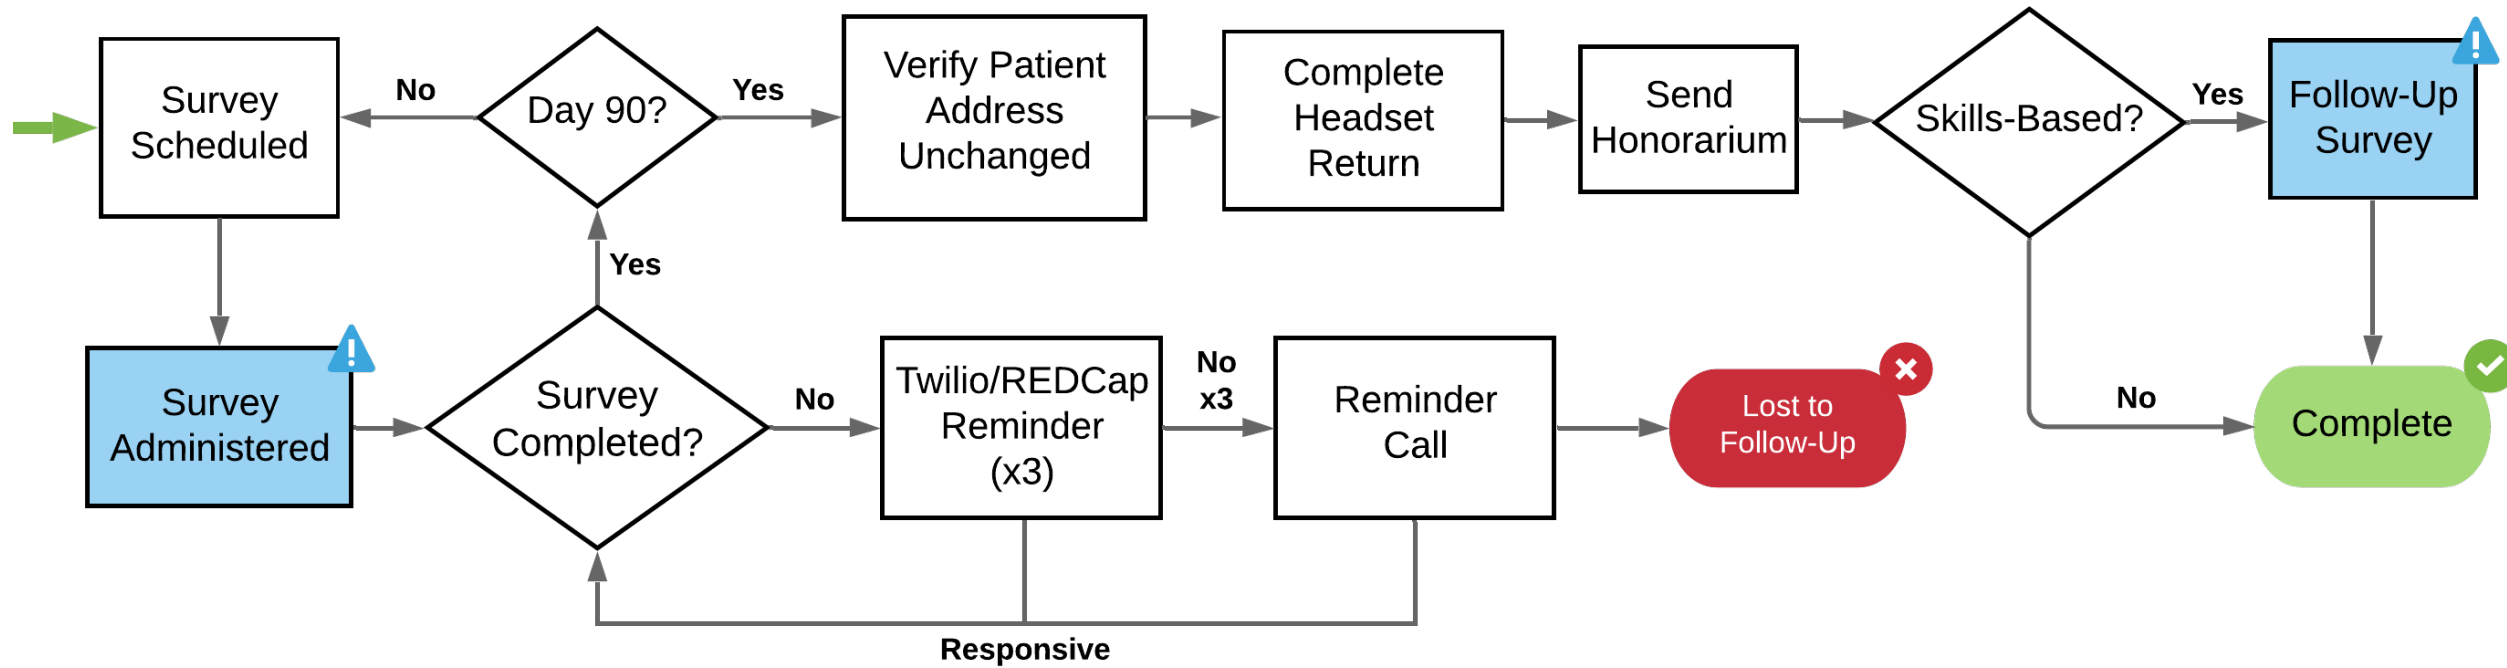 Survey
Scheduled
No
Day 90?
Yes
Verify Patient
Address
Unchanged
Complete
Headset
Return
Send
Honorarium
Skills-Based?
Yes
Follow-Up
Survey
Yes
Survey
Administered
Survey
Completed?
No
Twilio/REDCap
Reminder
(x3)
No
x3
Reminder
Call
Lost to
Follow-Up
No
Complete
Responsive